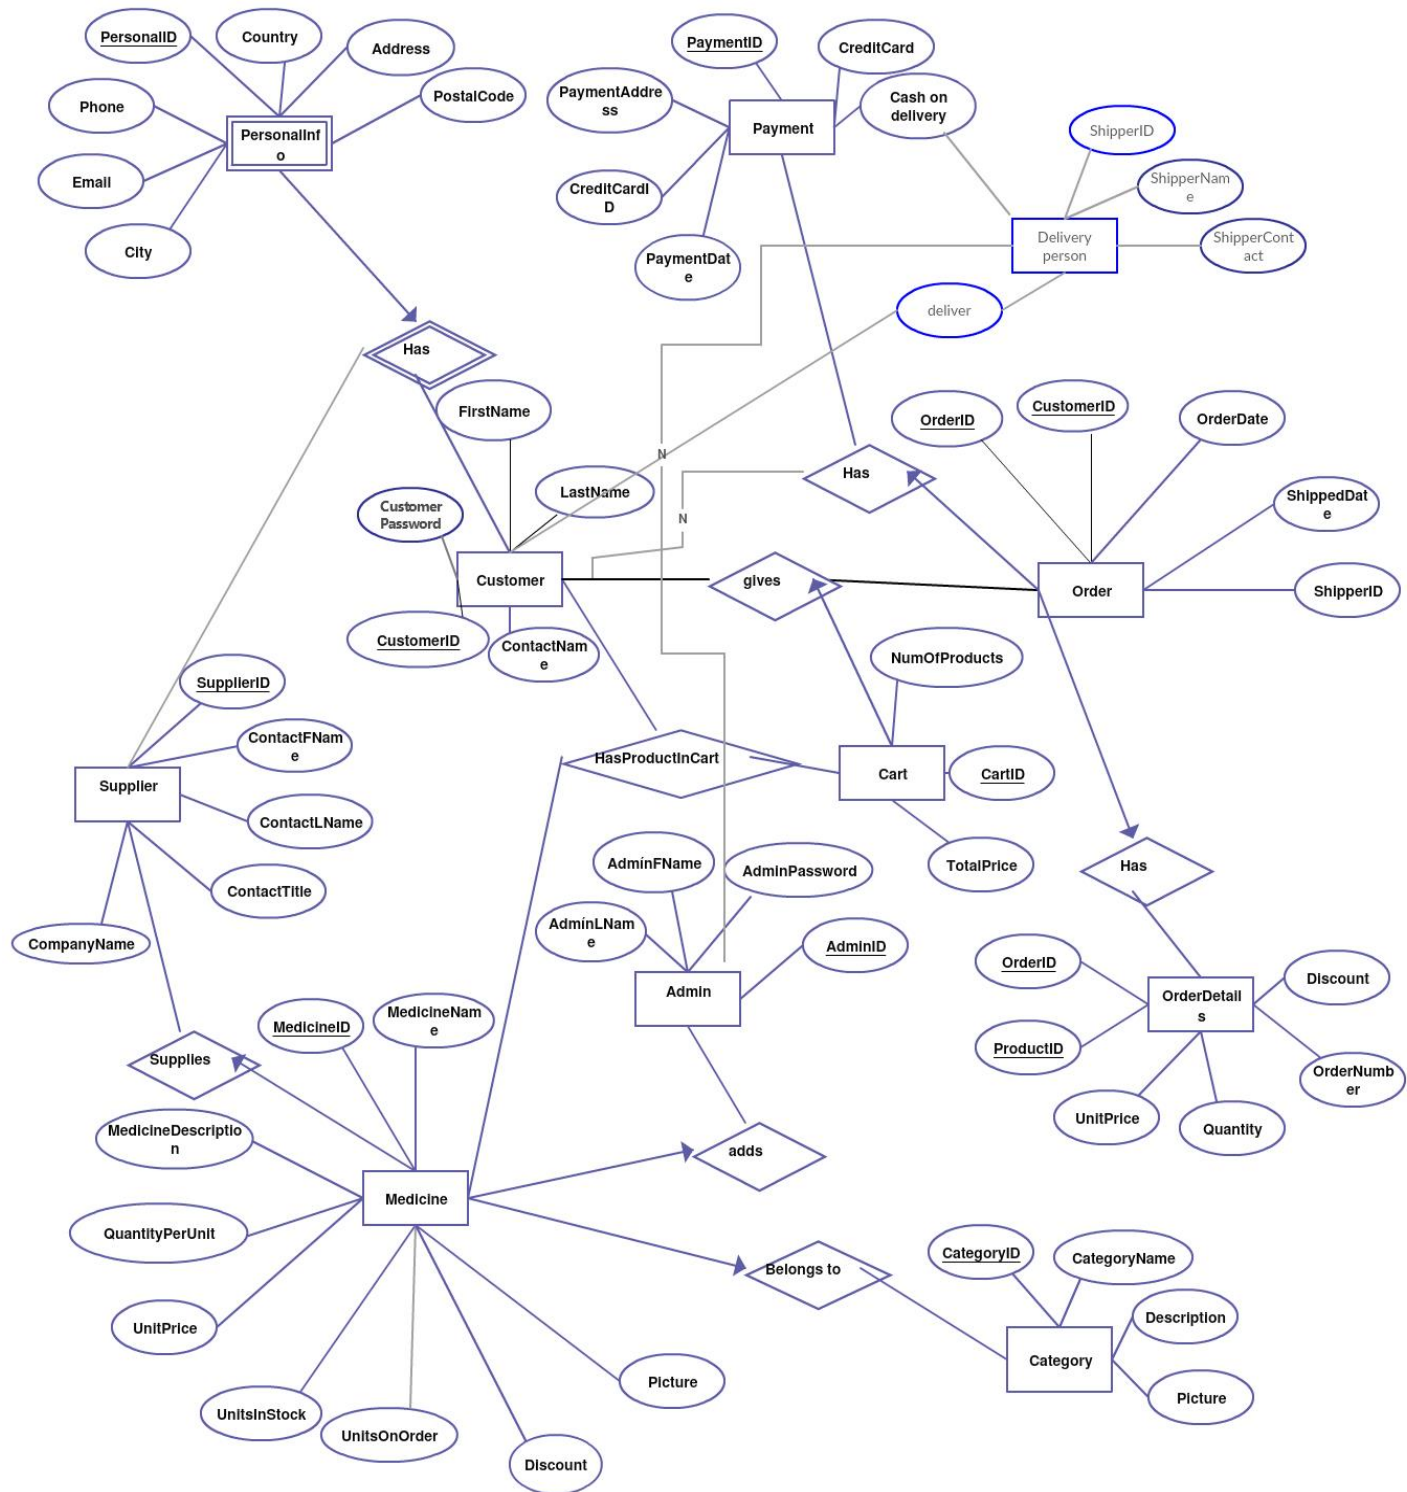 PersonalID
Country
Address
PostalCode
Phone
PersonalInf
o
Email
City
PaymentID
CreditCard
PaymentAddre
ss
Cash on
delivery
Payment
CreditCardI
D
PaymentDat
e
ShipperID
ShipperNam
e
Delivery
person
ShipperCont
act
deliver
Has
FirstName
LastName
Customer
Password
Customer
CustomerID
ContactNam
e
N
N
Has
gives
OrderID
CustomerID
OrderDate
ShippedDat
e
ShipperID
Order
NumOfProducts
HasProductInCart
Cart
CartID
TotalPrice
Has
SupplierID
ContactFNam
e
Supplier
ContactLName
ContactTitle
CompanyName
AdminFName
AdminPassword
AdminLNam
e
AdminID
Admin
OrderID
ProductID
OrderDetail
s
Discount
OrderNumb
er
UnitPrice
Quantity
Supplies
MedicineID
MedicineNam
e
MedicineDescriptio
n
adds
Medicine
QuantityPerUnit
UnitPrice
UnitsInStock
UnitsOnOrder
Discount
Picture
Belongs to
CategoryID
CategoryName
Description
Category
Picture